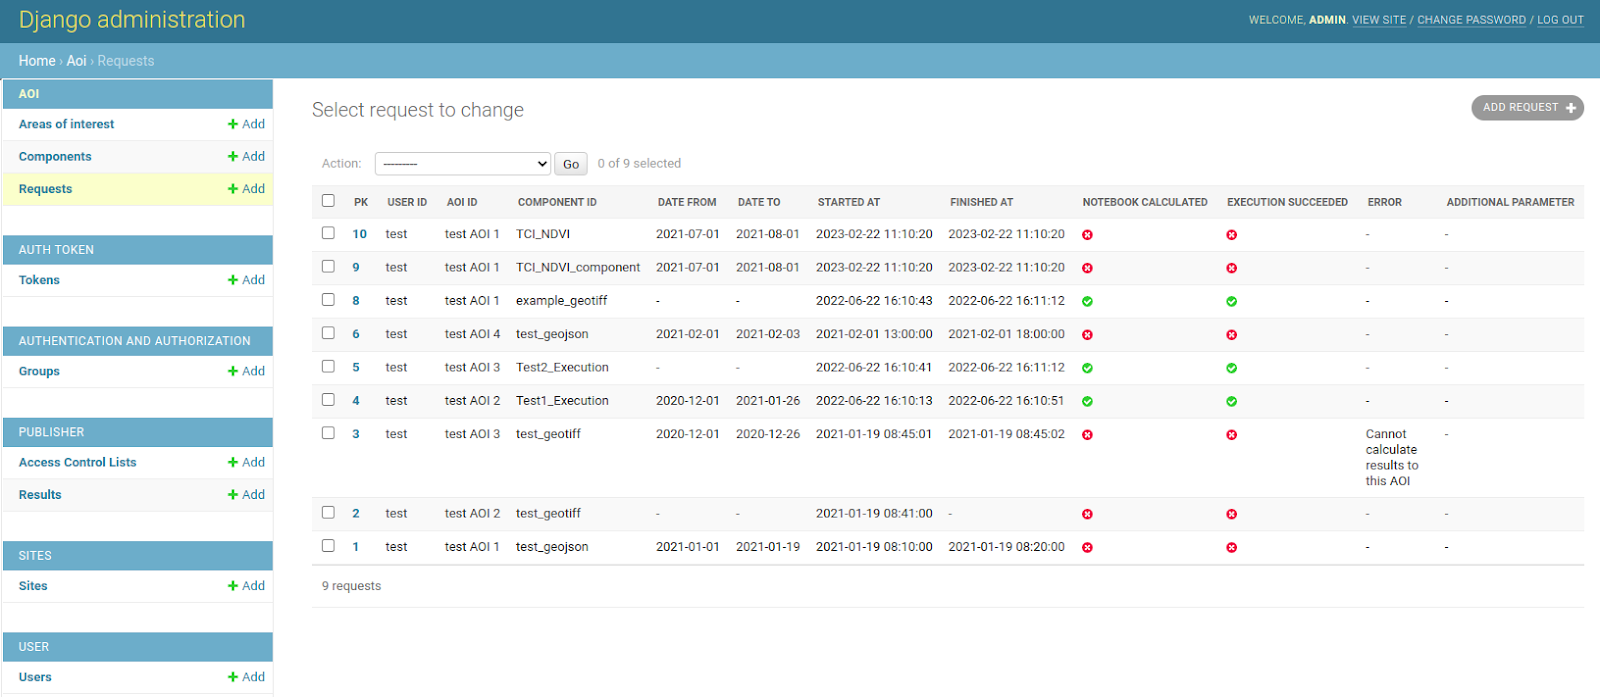 Django administration
WELCOME, ADMIN. VIEW SITE / CHANGE PASSWORD / LOG OUT
Home › Aoi › Requests
AOI
Areas of interest + Add
Components + Add
Requests + Add
AUTH TOKEN
Tokens + Add
AUTHENTICATION AND AUTHORIZATION
Groups + Add
PUBLISHER
Access Control Lists + Add
Results + Add
SITES
Sites + Add
USER
Users + Add
Select request to change
ADD REQUEST +
Action: --------- Go 0 of 9 selected
PK USER ID AOI ID COMPONENT ID DATE FROM DATE TO STARTED AT FINISHED AT NOTEBOOK CALCULATED EXECUTION SUCCEEDED ERROR ADDITIONAL PARAMETER
10 test test AOI 1 TCI_NDVI 2021-07-01 2021-08-01 2023-02-22 11:10:20 2023-02-22 11:10:20 - -
9 test test AOI 1 TCI_NDVI_component 2021-07-01 2021-08-01 2023-02-22 11:10:20 2023-02-22 11:10:20 - -
8 test test AOI 1 example_geotiff - - 2022-06-22 16:10:43 2022-06-22 16:11:12 - -
6 test test AOI 4 test_geojson 2021-02-01 2021-02-03 2021-02-01 13:00:00 2021-02-01 18:00:00 - -
5 test test AOI 3 Test2_Execution - - 2022-06-22 16:10:41 2022-06-22 16:11:12 - -
4 test test AOI 2 Test1_Execution 2020-12-01 2021-01-26 2022-06-22 16:10:13 2022-06-22 16:10:51 - -
3 test test AOI 3 test_geotiff 2020-12-01 2020-12-26 2021-01-19 08:45:01 2021-01-19 08:45:02 Cannot -
calculate
results to
this AOI
2 test test AOI 2 test_geotiff - - 2021-01-19 08:41:00 - - -
1 test test AOI 1 test_geojson 2021-01-01 2021-01-19 2021-01-19 08:10:00 2021-01-19 08:20:00 - -
9 requests